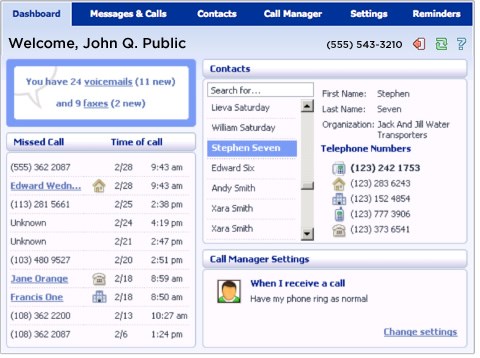 Dashboard Messages & Calls Contacts Call Manager Settings Reminders
Welcome, John Q. Public
(555) 543-3210
You have 24 voicemails (11 new)
and 9 faxes (2 new)
Missed Call Time of call
(555) 362 2087 2/28 9:43 am
Edward Wedn... 2/28 9:43 am
(113) 281 5661 2/25 2:38 pm
Unknown 2/24 4:19 pm
Unknown 2/21 2:47 pm
(103) 480 9527 2/20 2:51 pm
Jane Orange 2/18 8:59 am
Francis One 2/18 8:50 am
(108) 362 2200 2/13 10:27 am
(108) 362 2087 2/6 1:24 pm
Contacts
Search for...
Lieva Saturday
William Saturday
Stephen Seven
Edward Six
Andy Smith
Xara Smith
Xara Smith
First Name: Stephen
Last Name: Seven
Organization: Jack And Jill Water
Transporters
Telephone Numbers
(123) 242 1753
(123) 283 6243
(123) 152 4854
(123) 777 3906
(123) 373 6541
Call Manager Settings
When I receive a call
Have my phone ring as normal
Change settings